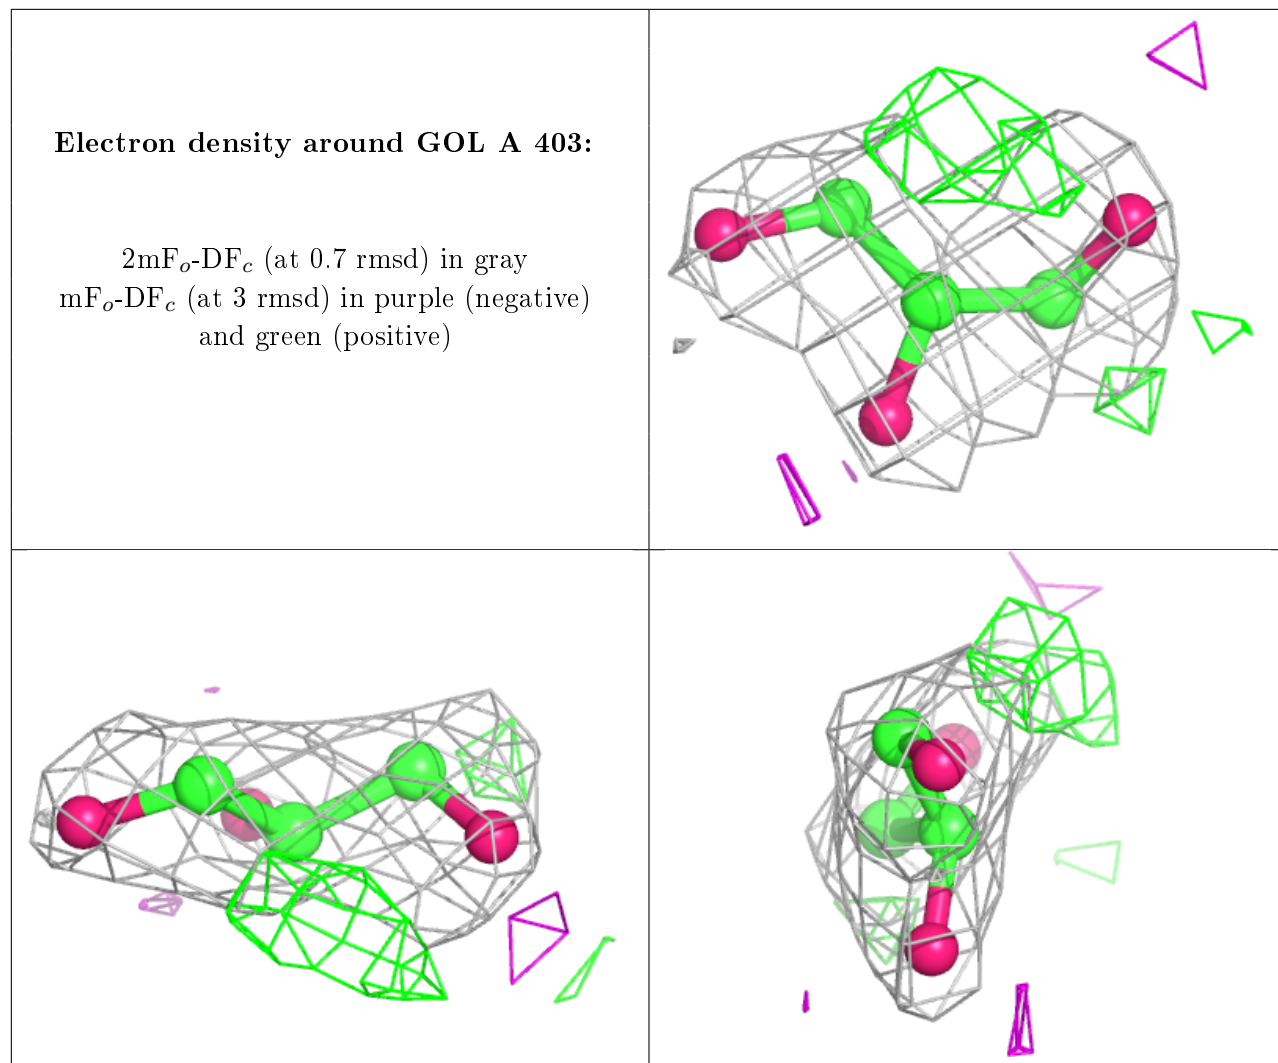 Electron density around GOL A 403:
2mFo-DFc (at 0.7 rmsd) in gray
mFo-DFc (at 3 rmsd) in purple (negative)
and green (positive)